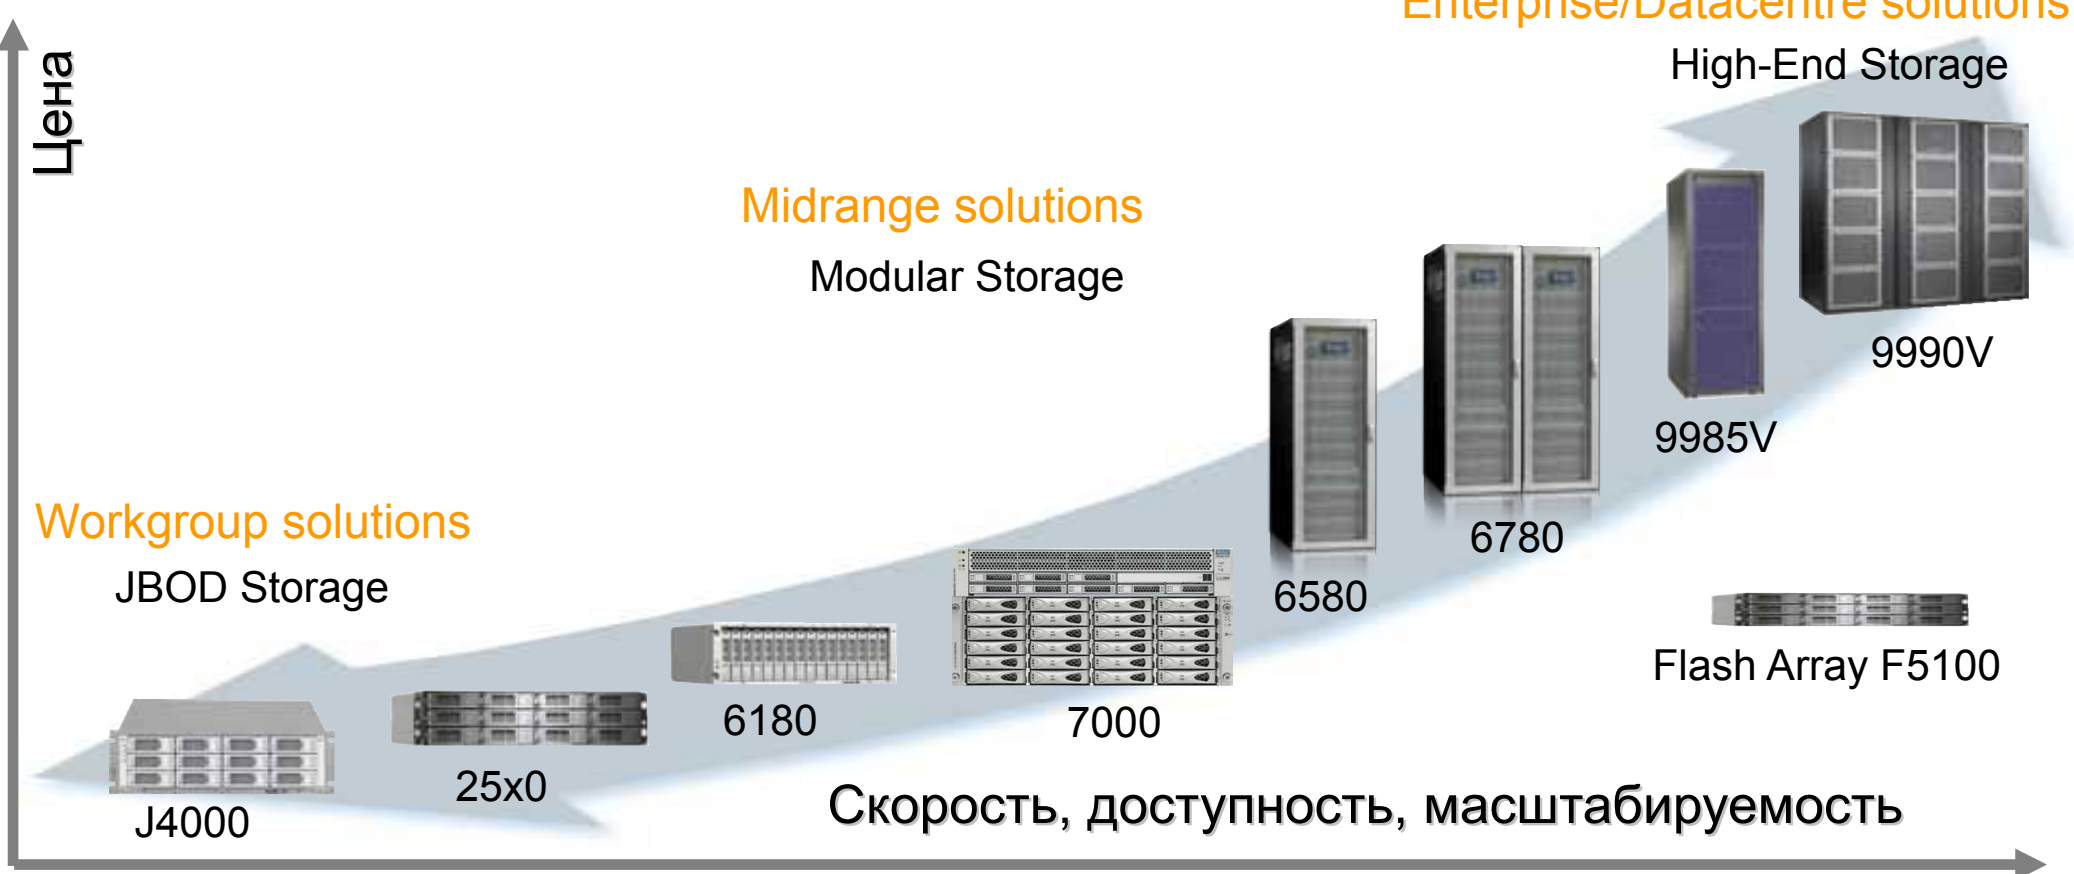 Enterprise/Datacentre solutions
High-End Storage
Цена
Midrange solutions
Modular Storage
9990V
9985V
Workgroup solutions
6780
JBOD Storage
6580
Flash Array F5100
6180
7000
25x0
Скорость, доступность, масштабируемость
J4000